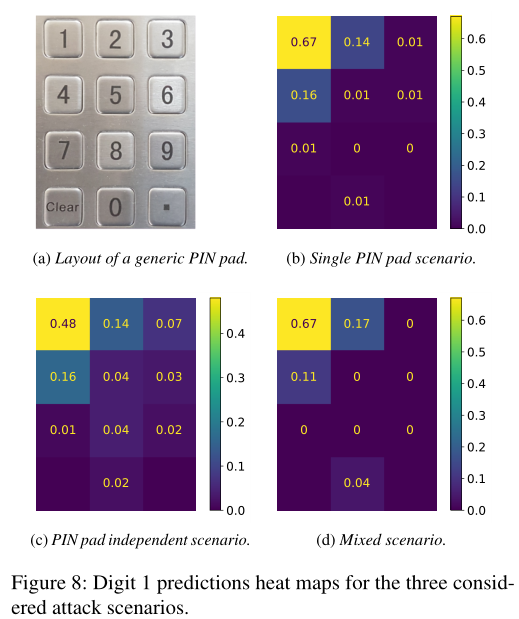 1 2 3
4 5 6
7 8 9
Clear 0 ■
(a) Layout of a generic PIN pad.
0.67 0.14 0.01
0.16 0.01 0.01
0.01 0 0
0.01
0.6
0.5
0.4
0.3
0.2
0.1
0.0
(b) Single PIN pad scenario.
0.48 0.14 0.07
0.16 0.04 0.03
0.01 0.04 0.02
0.02
0.4
0.3
0.2
0.1
0.0
(c) PIN pad independent scenario.
0.67 0.17 0
0.11 0 0
0 0 0
0.04
0.6
0.5
0.4
0.3
0.2
0.1
0.0
(d) Mixed scenario.
Figure 8: Digit 1 predictions heat maps for the three consid-
ered attack scenarios.